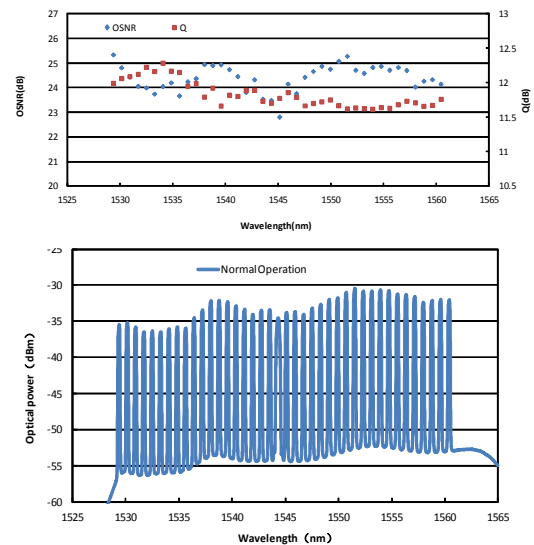 27
26
25
24
23
22
21
20
OSNR(dB)
OSNR Q
13
12.5
12
11.5
11
10.5
Q(dB)
1525 1530 1535 1540 1545 1550 1555 1560 1565
Wavelength(nm)
-25
-30
-35
-40
-45
-50
-55
-60
Optical power (dBm)
Normal Operation
1525 1530 1535 1540 1545 1550 1555 1560 1565
Wavelength (nm)